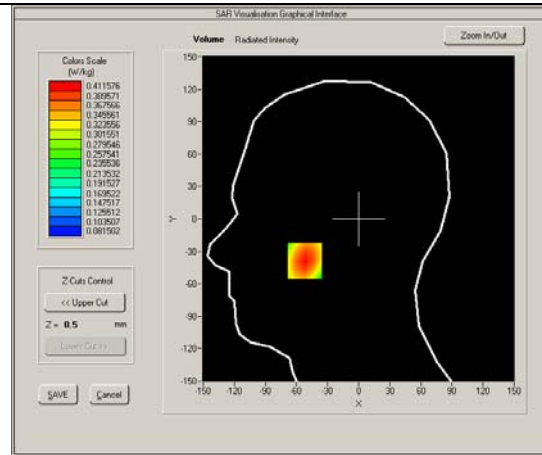 SAR Visualisation Graphical Interface
Volume Radiated Intensity
Zoom In/Out
Colors Scale
(W/kg)
0.411576
0.389571
0.367566
0.345561
0.323556
0.301551
0.279546
0.257541
0.235536
0.213532
0.191527
0.169522
0.147517
0.125512
0.103507
0.081502
Z Cuts Control
<< Upper Cut
Z = 0.5 mm
Lower Cut >>
SAVE Cancel
150
120
90
60
30
0
-30
-60
-90
-120
-150
Y
-150 -120 -90 -60 -30 0 30 60 90 120 150
X